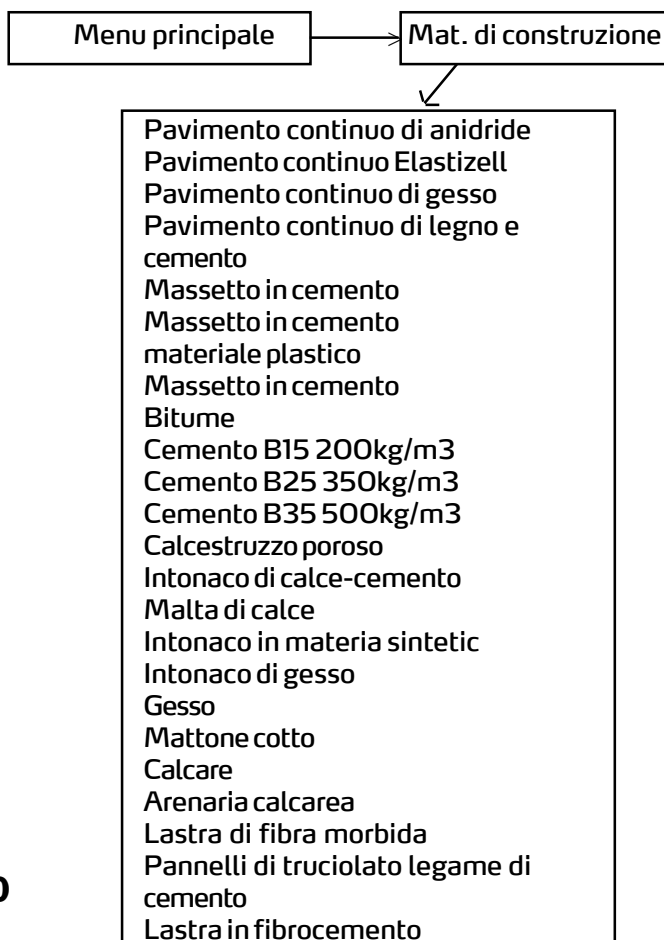 Menu principale
Mat. di construzione
Pavimento continuo di anidride
Pavimento continuo Elastizell
Pavimento continuo di gesso
Pavimento continuo di legno e
cemento
Massetto in cemento
Massetto in cemento
materiale plastico
Massetto in cemento
Bitume
Cemento B15 200kg/m3
Cemento B25 350kg/m3
Cemento B35 500kg/m3
Calcestruzzo poroso
Intonaco di calce-cemento
Malta di calce
Intonaco in materia sintetic
Intonaco di gesso
Gesso
Mattone cotto
Calcare
Arenaria calcarea
Lastra di fibra morbida
Pannelli di truciolato legame di
cemento
Lastra in fibrocemento